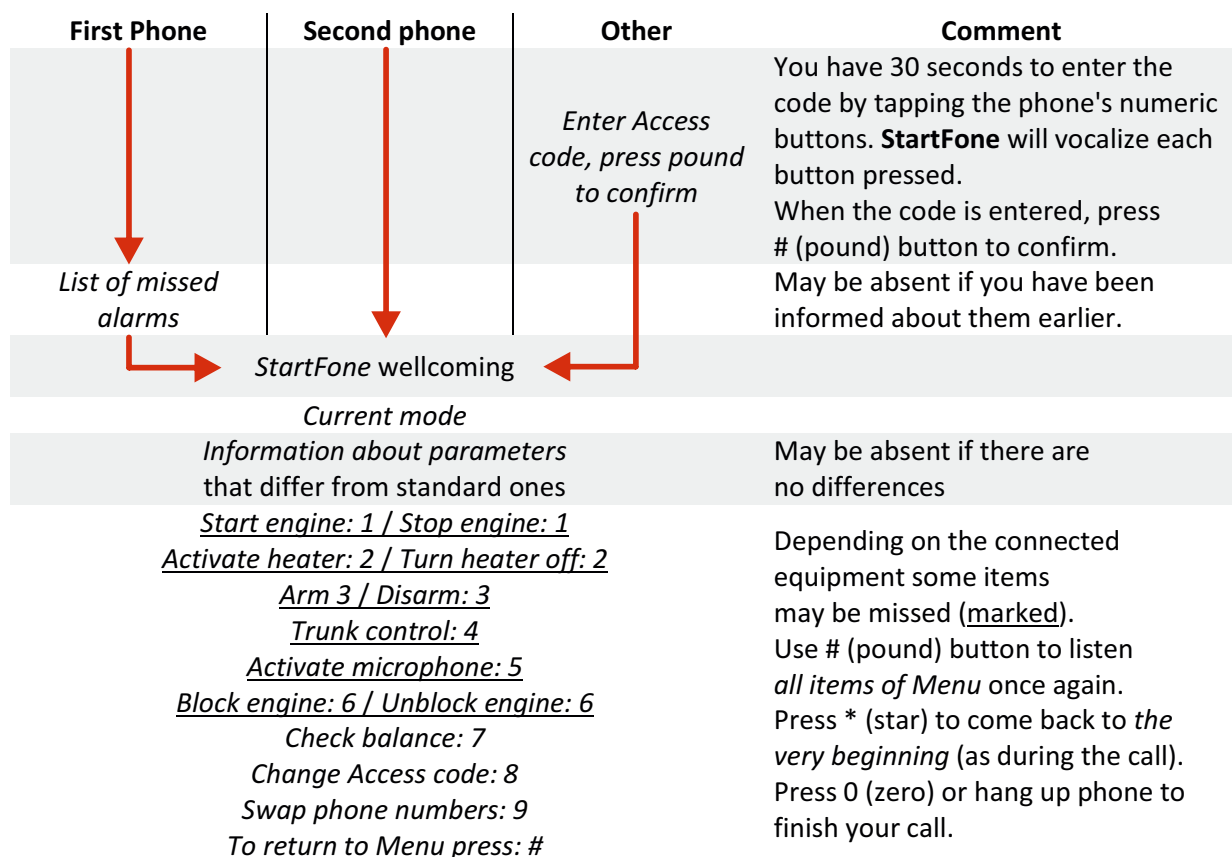 First Phone
Second phone
Other
Comment
Enter Access
code, press pound
to confirm
You have 30 seconds to enter the
code by tapping the phone's numeric
buttons. StartFone will vocalize each
button pressed.
When the code is entered, press
# (pound) button to confirm.
List of missed
alarms
May be absent if you have been
informed about them earlier.
StartFone wellcoming
Current mode
Information about parameters
that differ from standard ones
May be absent if there are
no differences
Start engine: 1 / Stop engine: 1
Activate heater: 2 / Turn heater off: 2
Arm 3 / Disarm: 3
Trunk control: 4
Activate microphone: 5
Block engine: 6 / Unblock engine: 6
Check balance: 7
Change Access code: 8
Swap phone numbers: 9
To return to Menu press: #
Depending on the connected
equipment some items
may be missed (marked).
Use # (pound) button to listen
all items of Menu once again.
Press * (star) to come back to the
very beginning (as during the call).
Press 0 (zero) or hang up phone to
finish your call.